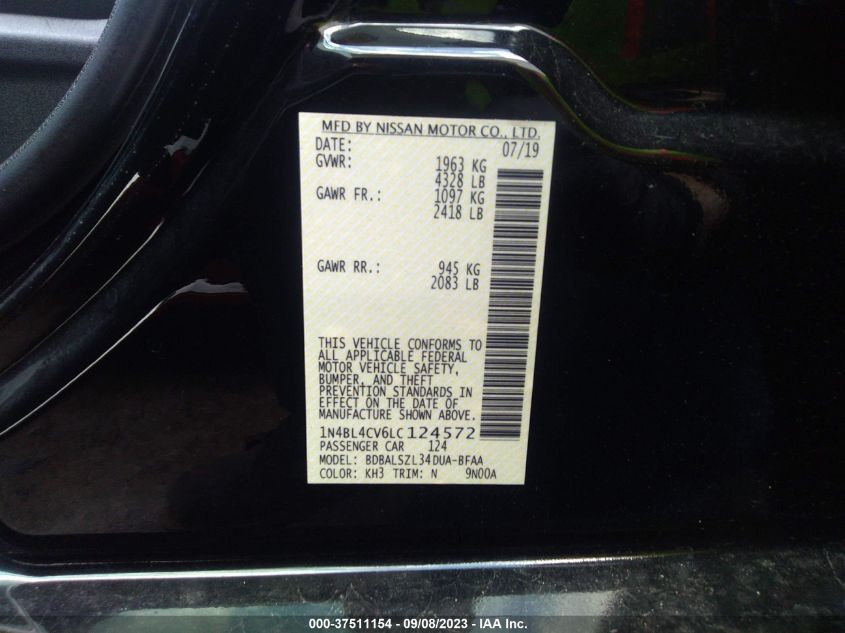 MFD BY NISSAN MOTOR CO., LTD.
DATE: 07/19
GVWR: 1963 KG
4328 LB
GAWR FR.: 1097 KG
2418 LB
GAWR RR.: 945 KG
2083 LB
THIS VEHICLE CONFORMS TO
ALL APPLICABLE FEDERAL
MOTOR VEHICLE SAFETY,
BUMPER, AND THEFT
PREVENTION STANDARDS IN
EFFECT ON THE DATE OF
MANUFACTURE SHOWN ABOVE.
1N4BL4CV6LC124572
PASSENGER CAR 124
MODEL: BDBALSZL34DUA-BFAA
COLOR: KH3 TRIM: N 9N00A
000-37511154 - 09/08/2023 - IAA Inc.